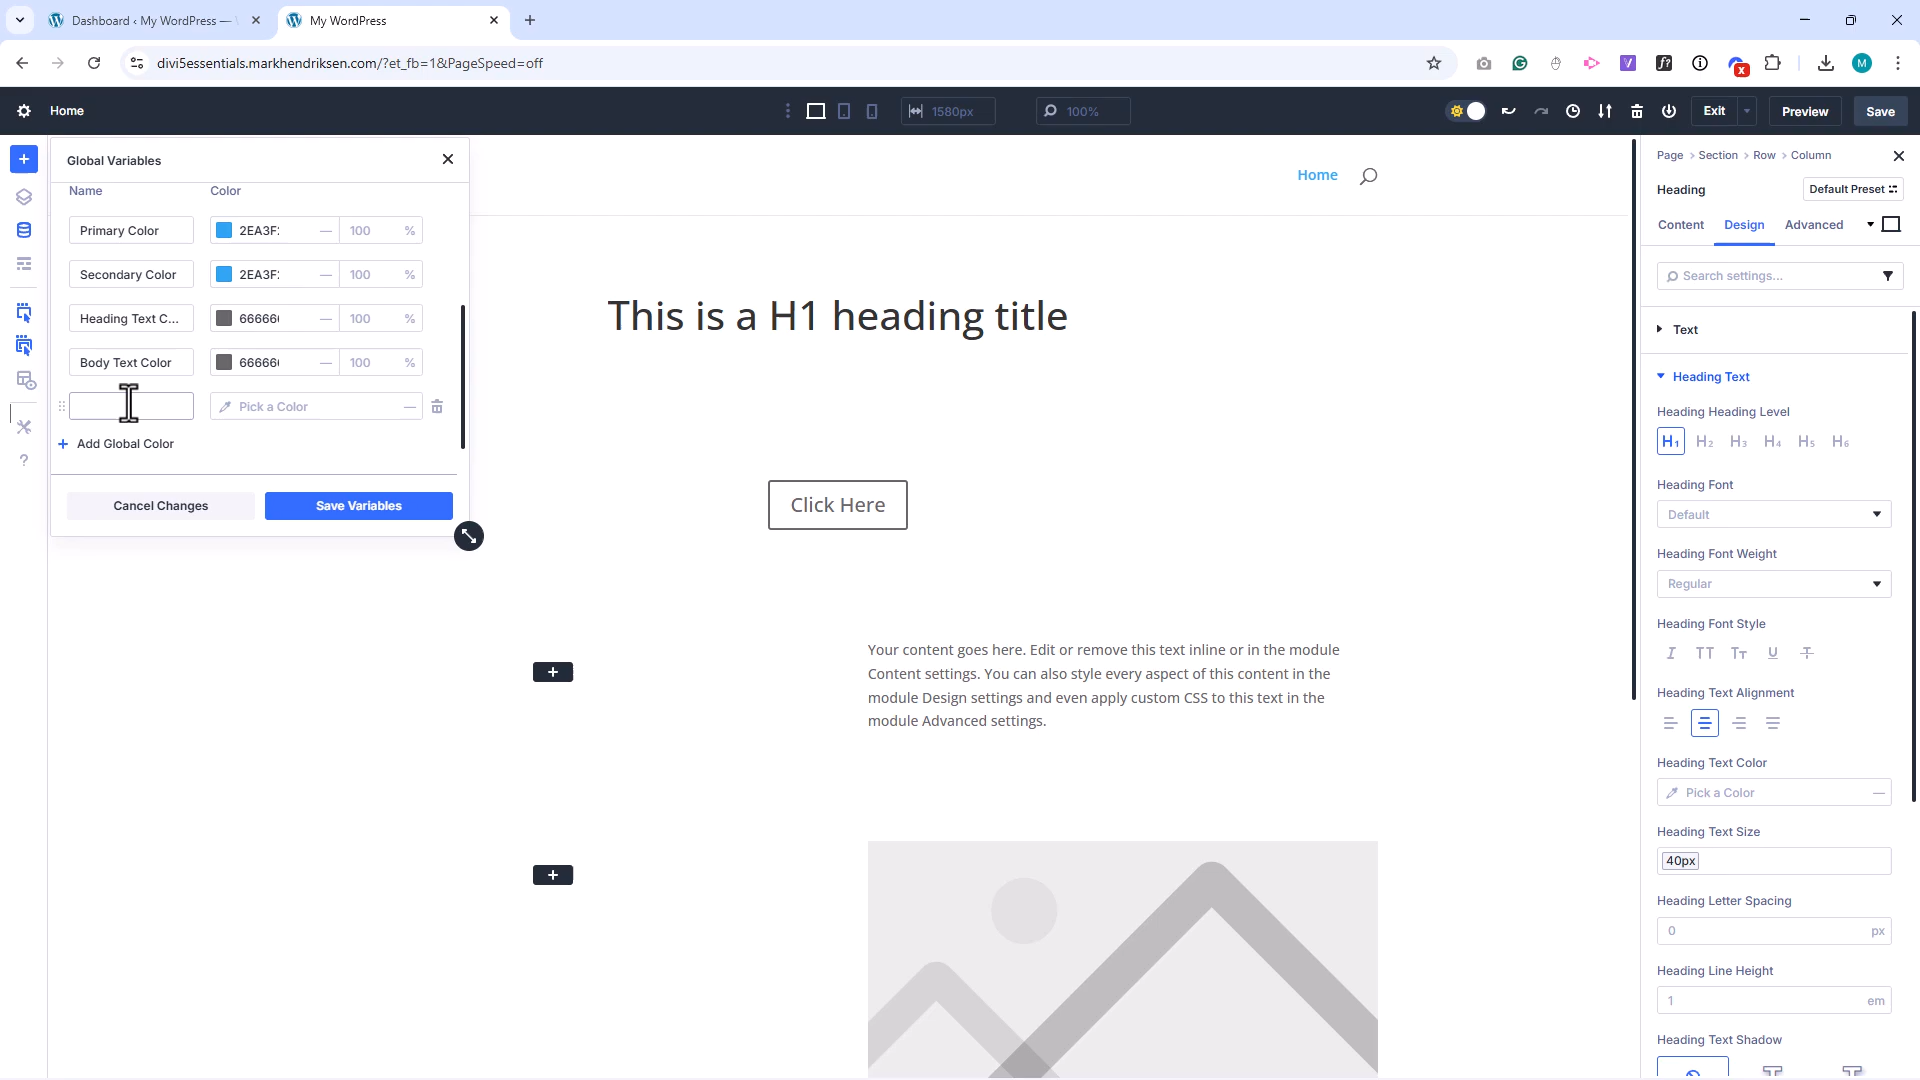 Dashboard ‹ My WordPress —
My WordPress
divi5essentials.markhendriksen.com/?et_fb=1&PageSpeed=off
Home
1580px
100%
Exit
Preview
Save
Global Variables
Name
Color
Primary Color
2EA3F
100
%
Secondary Color
2EA3F
100
%
Heading Text C...
66666
100
%
Body Text Color
66666
100
%
Pick a Color
+ Add Global Color
Cancel Changes
Save Variables
Home
This is a H1 heading title
Click Here
Your content goes here. Edit or remove this text inline or in the module
Content settings. You can also style every aspect of this content in the
module Design settings and even apply custom CSS to this text in the
module Advanced settings.
Page > Section > Row > Column
Heading
Default Preset
Content
Design
Advanced
Search settings...
Text
Heading Text
Heading Heading Level
H1 H2 H3 H4 H5 H6
Heading Font
Default
Heading Font Weight
Regular
Heading Font Style
I TT Tт U T
Heading Text Alignment
Heading Text Color
Pick a Color
Heading Text Size
40px
Heading Letter Spacing
0
px
Heading Line Height
1
em
Heading Text Shadow